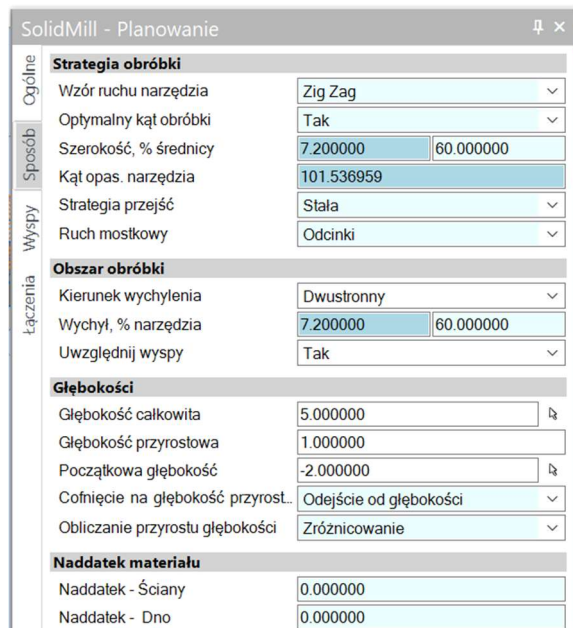 SolidMill - Planowanie
Ogólne
Sposób
Wyspy
Łączenia
Strategia obróbki
Wzór ruchu narzędzia Zig Zag
Optymalny kąt obróbki Tak
Szerokość, % średnicy 7.200000 60.000000
Kąt opas. narzędzia 101.536959
Strategia przejść Stała
Ruch mostkowy Odcinki
Obszar obróbki
Kierunek wychylenia Dwustronny
Wychył, % narzędzia 7.200000 60.000000
Uwzględnij wyspy Tak
Głębokości
Głębokość całkowita 5.000000
Głębokość przyrostowa 1.000000
Początkowa głębokość -2.000000
Cofnięcie na głębokość przyrost... Odejście od głębokości
Obliczanie przyrostu głębokości Zróżnicowanie
Naddatek materiału
Naddatek - Ściany 0.000000
Naddatek - Dno 0.000000